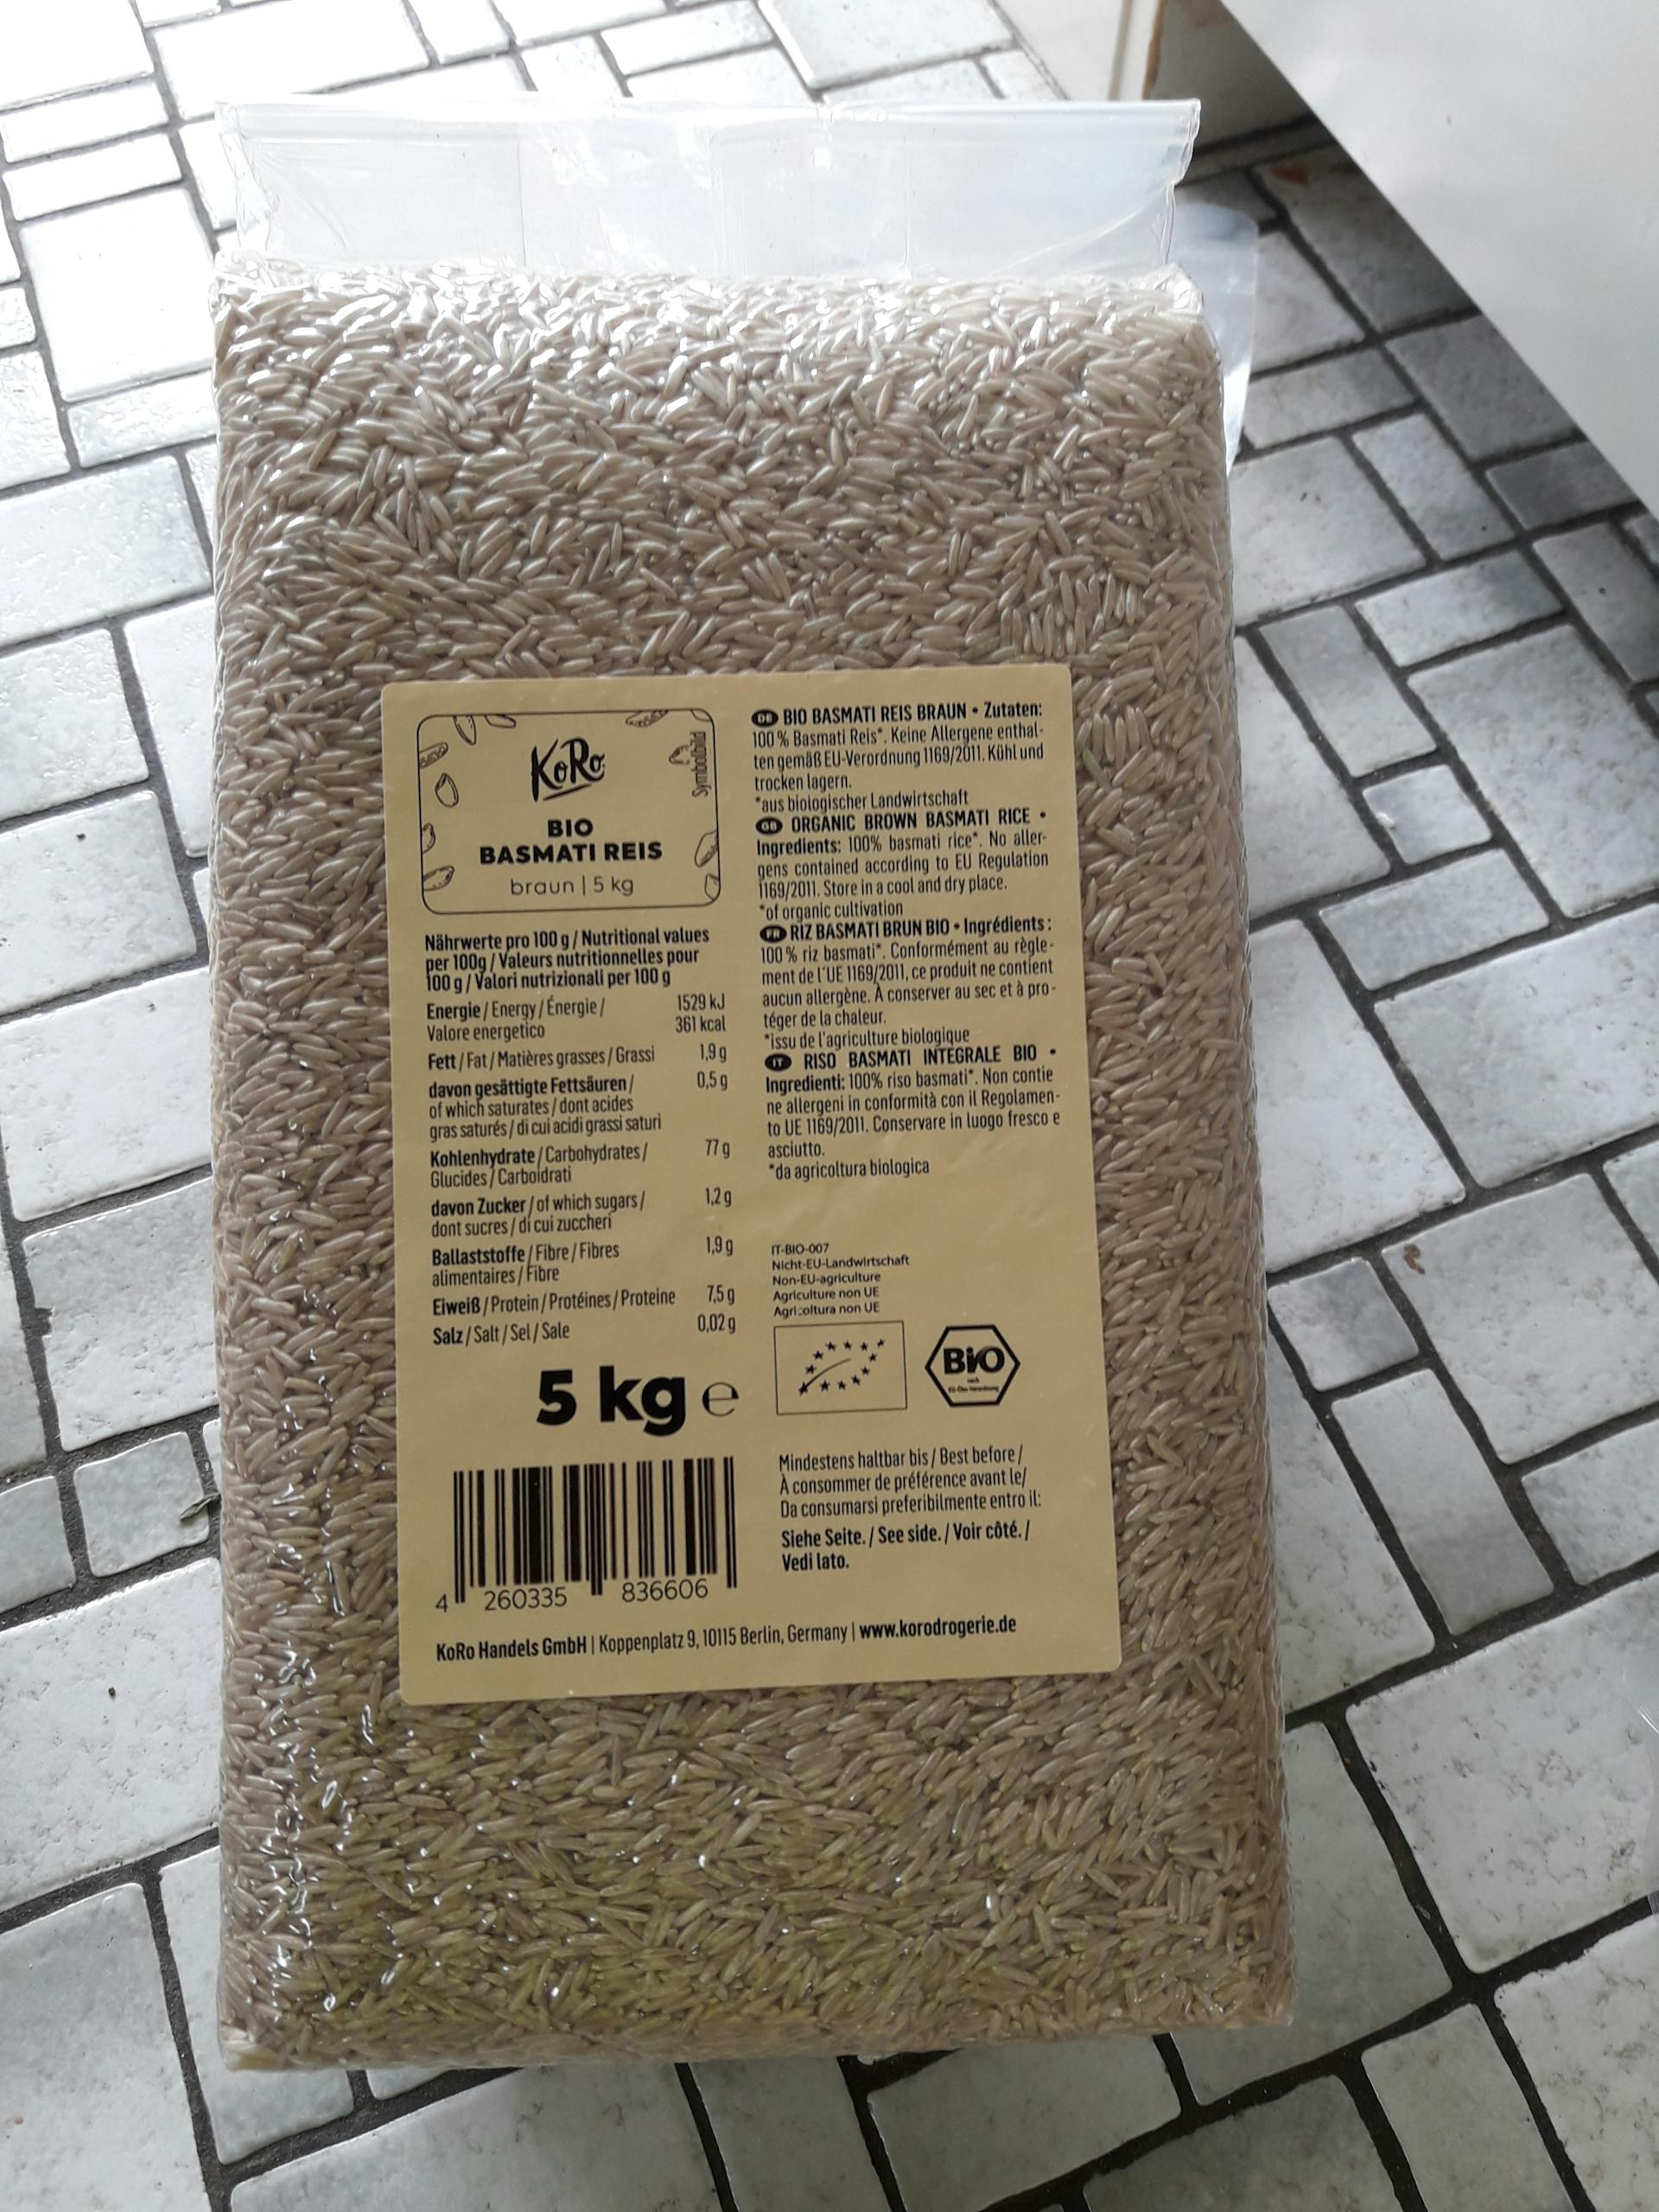 KoRo
Symbolbild
BIO
BASMATI REIS
braun | 5 kg
Nährwerte pro 100 g / Nutritional values
per 100g / Valeurs nutritionnelles pour
100 g / Valori nutrizionali per 100 g
Energie / Energy / Énergie / 1529 kJ
Valore energetico 361 kcal
Fett / Fat / Matières grasses / Grassi 1,9 g
davon gesättigte Fettsäuren / 0,5 g
of which saturates / dont acides
gras saturés / di cui acidi grassi saturi
Kohlenhydrate / Carbohydrates / 77 g
Glucides / Carboidrati
davon Zucker / of which sugars / 1,2 g
dont sucres / di cui zuccheri
Ballaststoffe / Fibre / Fibres 1,9 g
alimentaires / Fibre
Eiweiß / Protein / Protéines / Proteine 7,5 g
Salz / Salt / Sel / Sale 0,02 g
5 kg e
4 260335 836606
DE BIO BASMATI REIS BRAUN • Zutaten:
100 % Basmati Reis*. Keine Allergene enthal-
ten gemäß EU-Verordnung 1169/2011. Kühl und
trocken lagern.
*aus biologischer Landwirtschaft
GB ORGANIC BROWN BASMATI RICE •
Ingredients: 100% basmati rice*. No aller-
gens contained according to EU Regulation
1169/2011. Store in a cool and dry place.
*of organic cultivation
FR RIZ BASMATI BRUN BIO • Ingrédients :
100 % riz basmati*. Conformément au règle-
ment de l'UE 1169/2011, ce produit ne contient
aucun allergène. À conserver au sec et à pro-
téger de la chaleur.
*issu de l'agriculture biologique
IT RISO BASMATI INTEGRALE BIO •
Ingredienti: 100% riso basmati*. Non contie
ne allergeni in conformità con il Regolamen-
to UE 1169/2011. Conservare in luogo fresco e
asciutto.
*da agricoltura biologica
IT-BIO-007
Nicht-EU-Landwirtschaft
Non-EU-agriculture
Agriculture non UE
Agricoltura non UE
BIO
nach
EG-Öko-Verordnung
Mindestens haltbar bis / Best before /
À consommer de préférence avant le/
Da consumarsi preferibilmente entro il:
Siehe Seite. / See side. / Voir côté. /
Vedi lato.
KoRo Handels GmbH | Koppenplatz 9, 10115 Berlin, Germany | www.korodrogerie.de